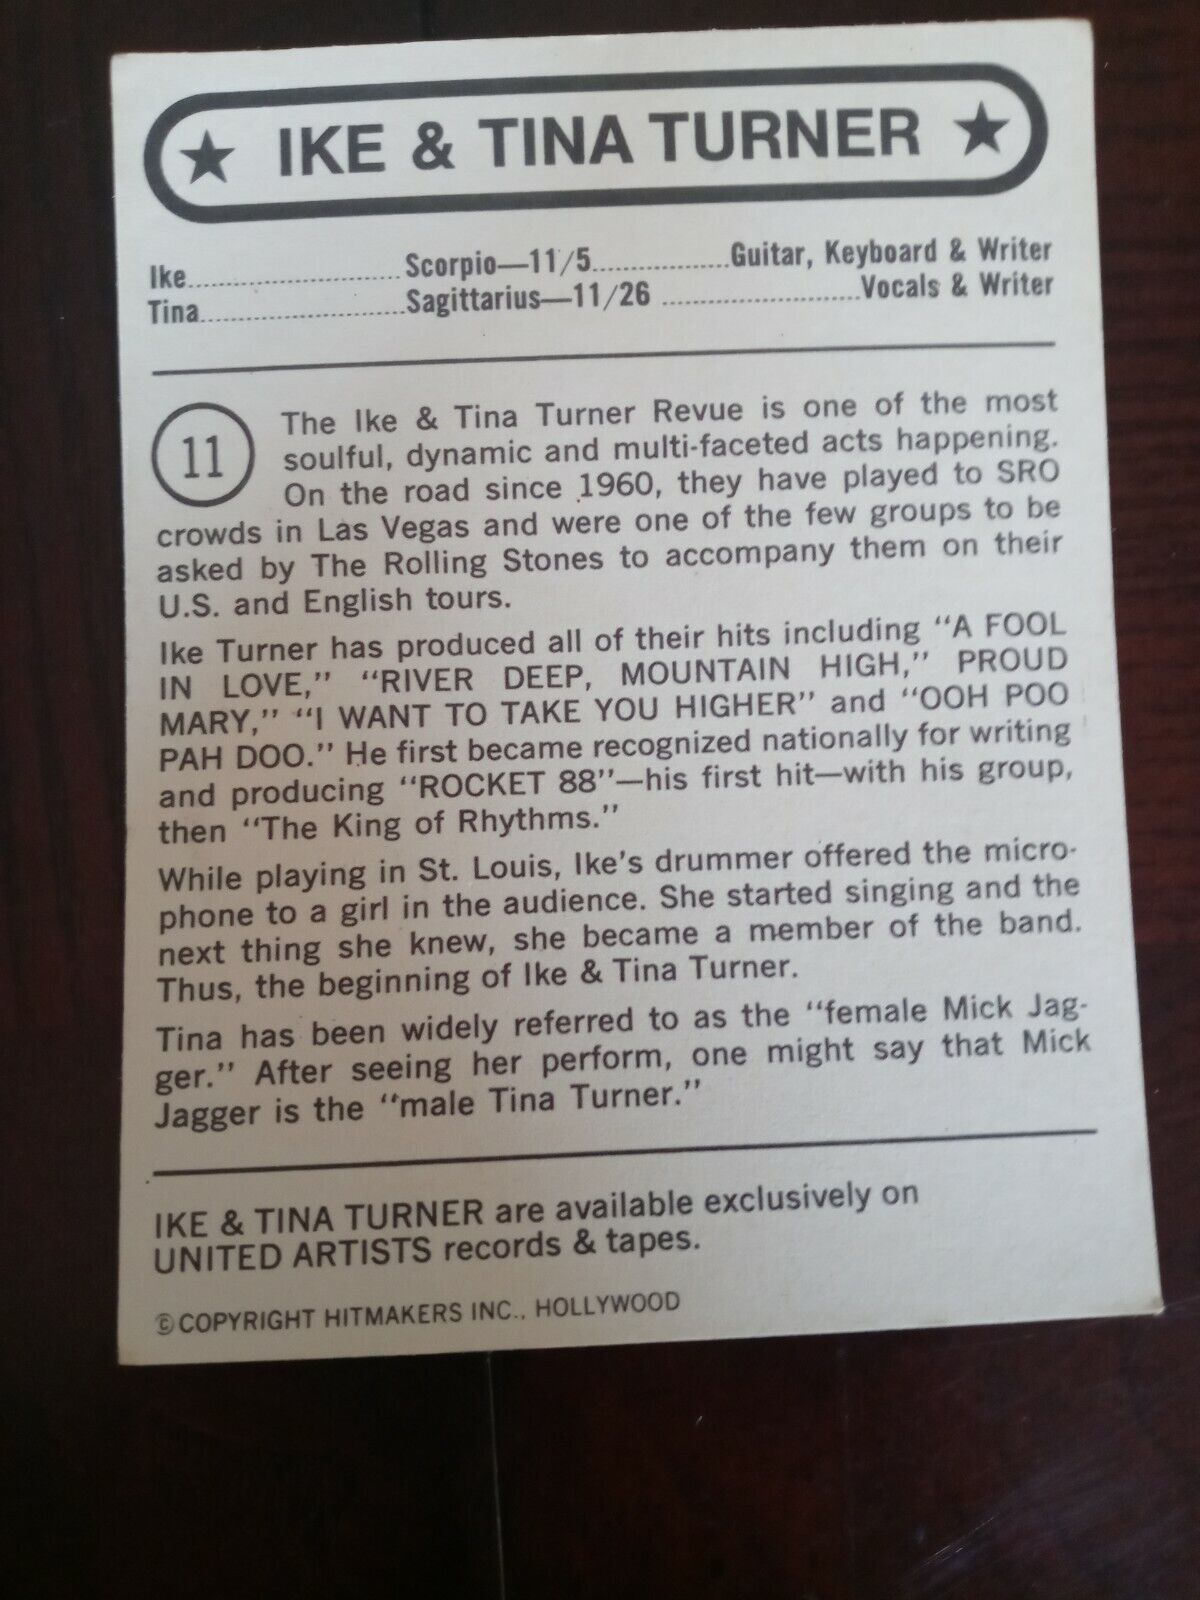 ★ IKE & TINA TURNER ★
Ike..........................Scorpio—11/5.................Guitar, Keyboard & Writer
Tina.........................Sagittarius—11/26 .........................Vocals & Writer
11 The Ike & Tina Turner Revue is one of the most
soulful, dynamic and multi-faceted acts happening.
On the road since 1960, they have played to SRO
crowds in Las Vegas and were one of the few groups to be
asked by The Rolling Stones to accompany them on their
U.S. and English tours.
Ike Turner has produced all of their hits including "A FOOL
IN LOVE," "RIVER DEEP, MOUNTAIN HIGH," PROUD
MARY," "I WANT TO TAKE YOU HIGHER" and "OOH POO
PAH DOO." He first became recognized nationally for writing
and producing "ROCKET 88"—his first hit—with his group,
then "The King of Rhythms."
While playing in St. Louis, Ike's drummer offered the micro-
phone to a girl in the audience. She started singing and the
next thing she knew, she became a member of the band.
Thus, the beginning of Ike & Tina Turner.
Tina has been widely referred to as the "female Mick Jag-
ger." After seeing her perform, one might say that Mick
Jagger is the "male Tina Turner."
IKE & TINA TURNER are available exclusively on
UNITED ARTISTS records & tapes.
©COPYRIGHT HITMAKERS INC., HOLLYWOOD